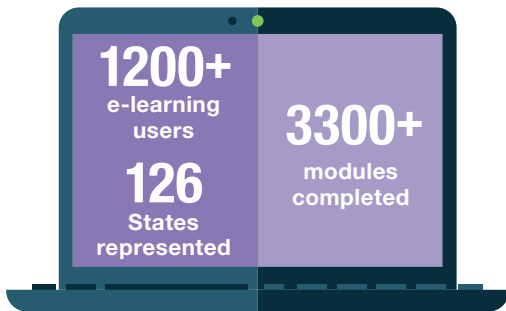 1200+
e-learning
users
126
States
represented
3300+
modules
completed